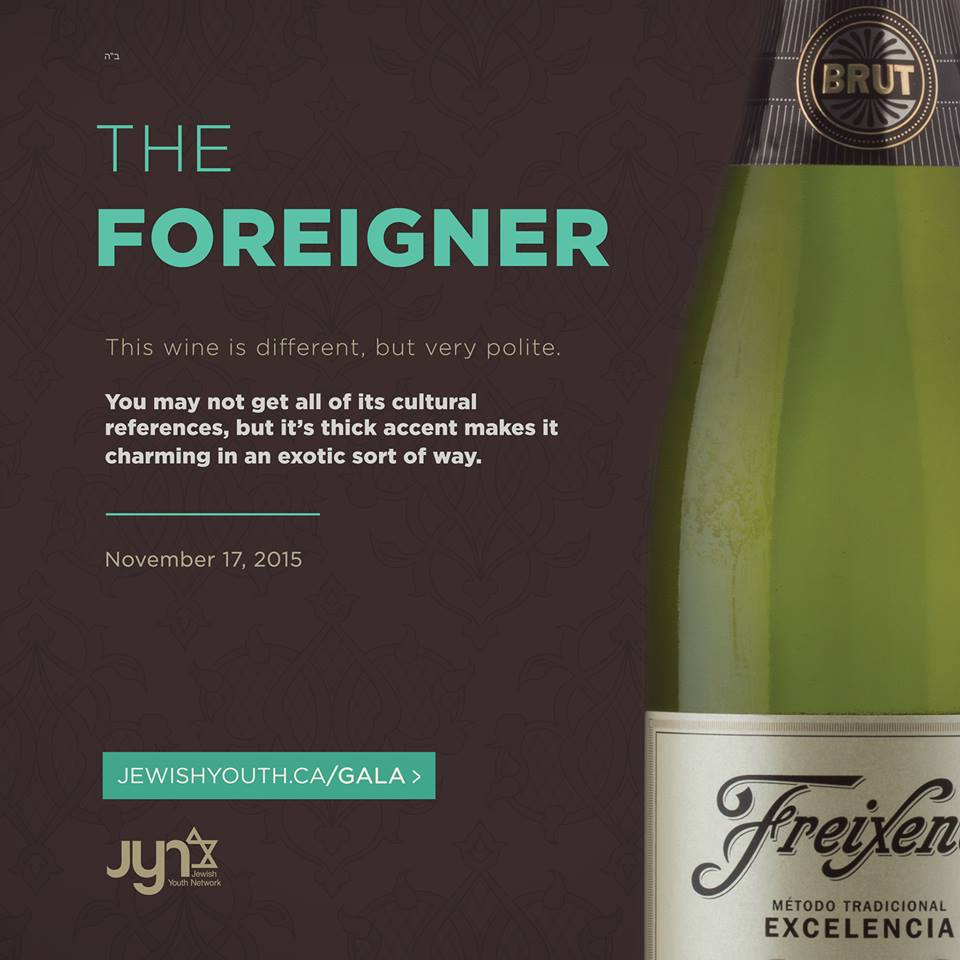 ב"ה
THE
FOREIGNER
This wine is different, but very polite.
You may not get all of its cultural
references, but it's thick accent makes it
charming in an exotic sort of way.
November 17, 2015
JEWISHYOUTH.CA/GALA >
jyn
Jewish
Youth Network
BRUT
Freixen
MÉTODO TRADICIONAL
EXCELENCIA